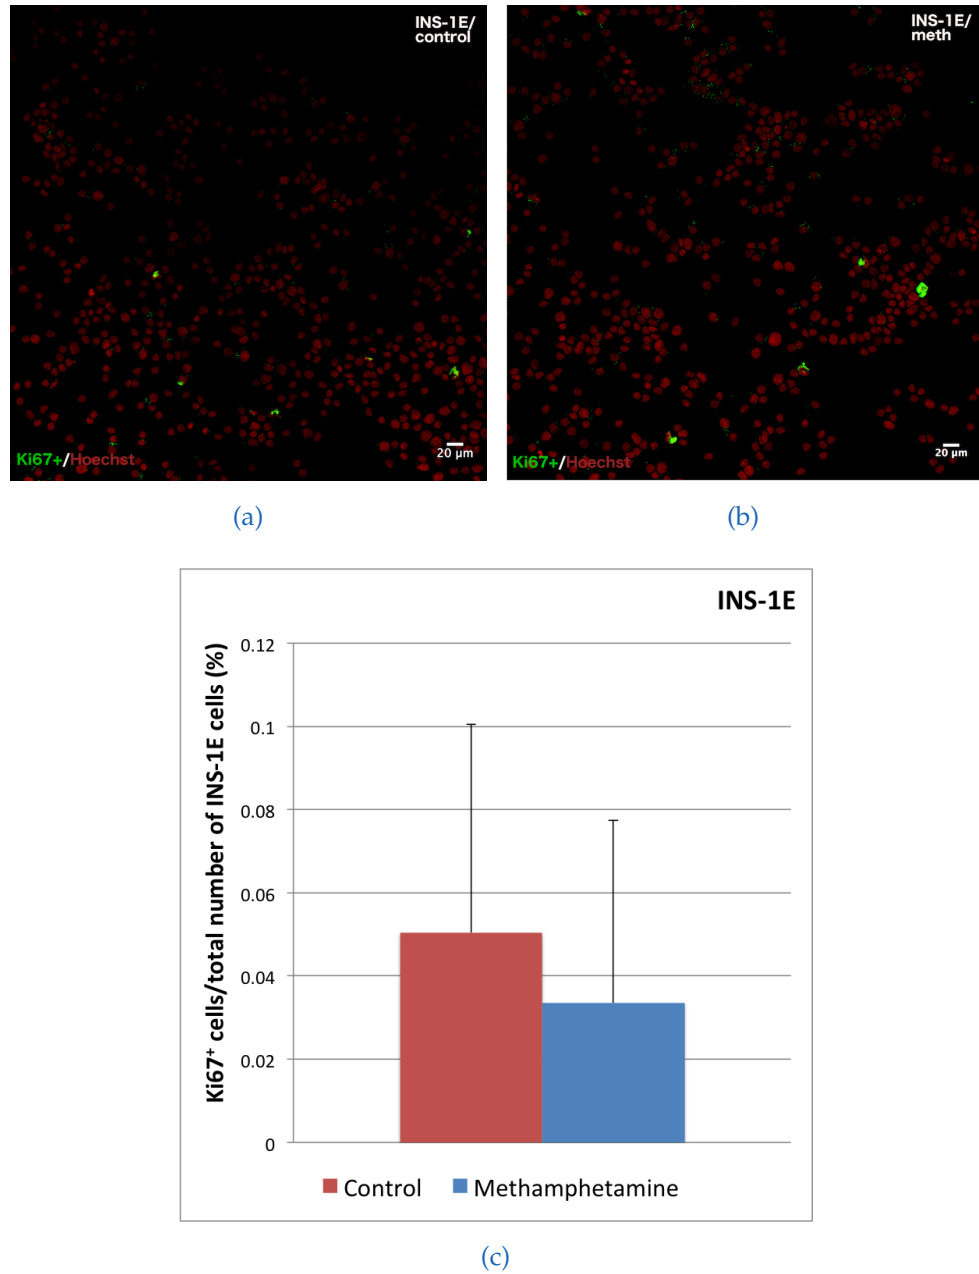 INS-1E/
control
Ki67+/Hoechst
20 µm
(a)
INS-1E/
meth
Ki67+/Hoechst
20 µm
(b)
INS-1E
Ki67⁺ cells/total number of INS-1E cells (%)
0.12
0.1
0.08
0.06
0.04
0.02
0
Control
Methamphetamine
(c)